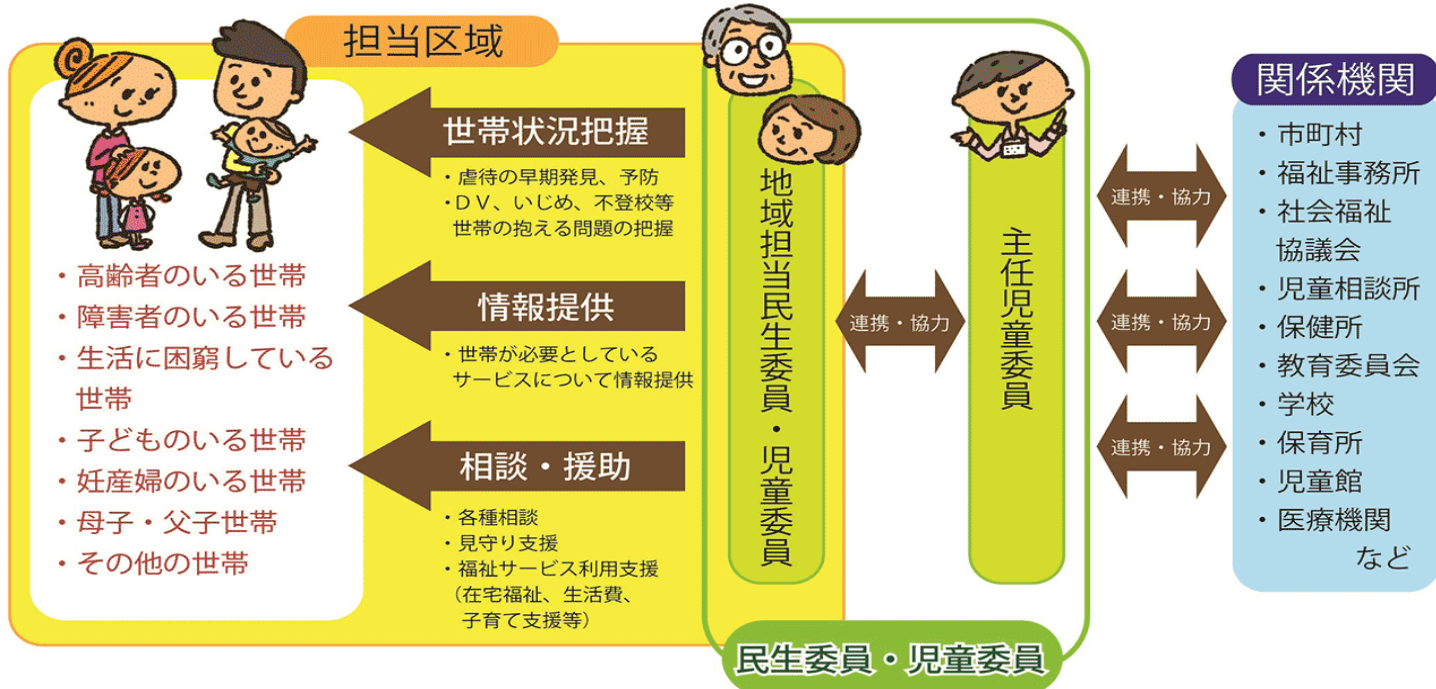 担当区域
・高齢者のいる世帯
・障害者のいる世帯
・生活に困窮している
世帯
・子どものいる世帯
・妊産婦のいる世帯
・母子・父子世帯
・その他の世帯
世帯状況把握
・虐待の早期発見、予防
・ＤＶ、いじめ、不登校等
世帯の抱える問題の把握
情報提供
・世帯が必要としている
サービスについて情報提供
相談・援助
・各種相談
・見守り支援
・福祉サービス利用支援
（在宅福祉、生活費、
子育て支援等）
地域担当民生委員・児童委員
連携・協力
主任児童委員
民生委員・児童委員
連携・協力
連携・協力
連携・協力
関係機関
・市町村
・福祉事務所
・社会福祉
協議会
・児童相談所
・保健所
・教育委員会
・学校
・保育所
・児童館
・医療機関
など